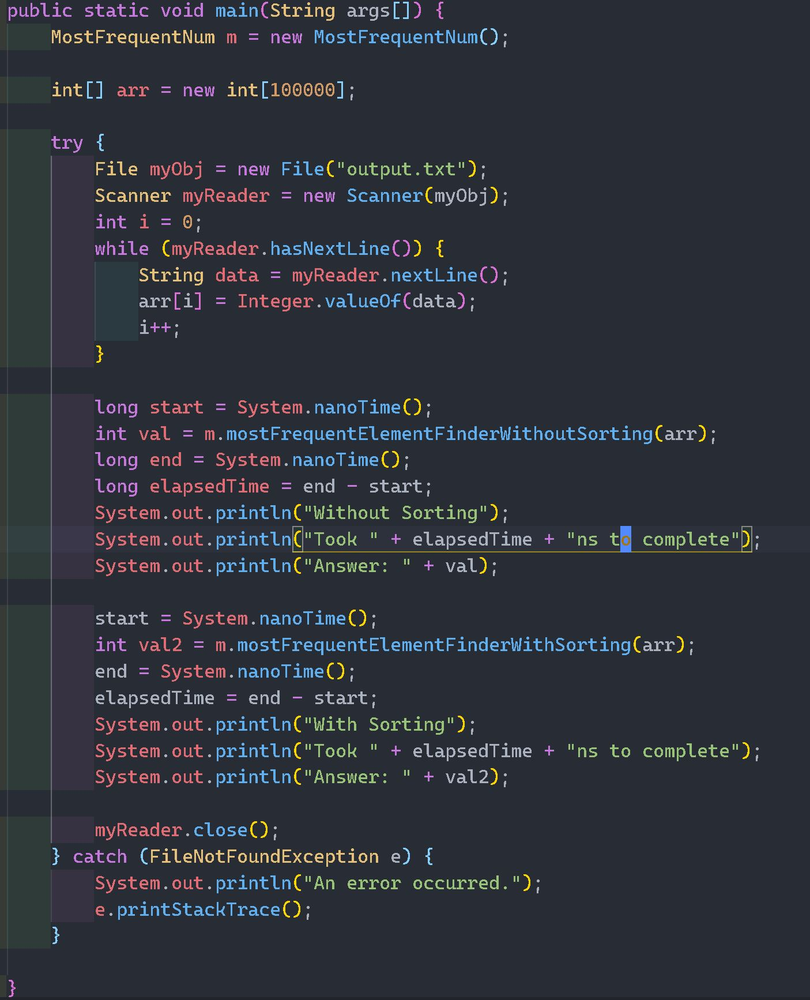 public static void main(String args[]) {
    MostFrequentNum m = new MostFrequentNum();

    int[] arr = new int[100000];

    try {
        File myObj = new File("output.txt");
        Scanner myReader = new Scanner(myObj);
        int i = 0;
        while (myReader.hasNextLine()) {
            String data = myReader.nextLine();
            arr[i] = Integer.valueOf(data);
            i++;
        }

        long start = System.nanoTime();
        int val = m.mostFrequentElementFinderWithoutSorting(arr);
        long end = System.nanoTime();
        long elapsedTime = end - start;
        System.out.println("Without Sorting");
        System.out.println("Took " + elapsedTime + "ns to complete");
        System.out.println("Answer: " + val);

        start = System.nanoTime();
        int val2 = m.mostFrequentElementFinderWithSorting(arr);
        end = System.nanoTime();
        elapsedTime = end - start;
        System.out.println("With Sorting");
        System.out.println("Took " + elapsedTime + "ns to complete");
        System.out.println("Answer: " + val2);

        myReader.close();
    } catch (FileNotFoundException e) {
        System.out.println("An error occurred.");
        e.printStackTrace();
    }

}